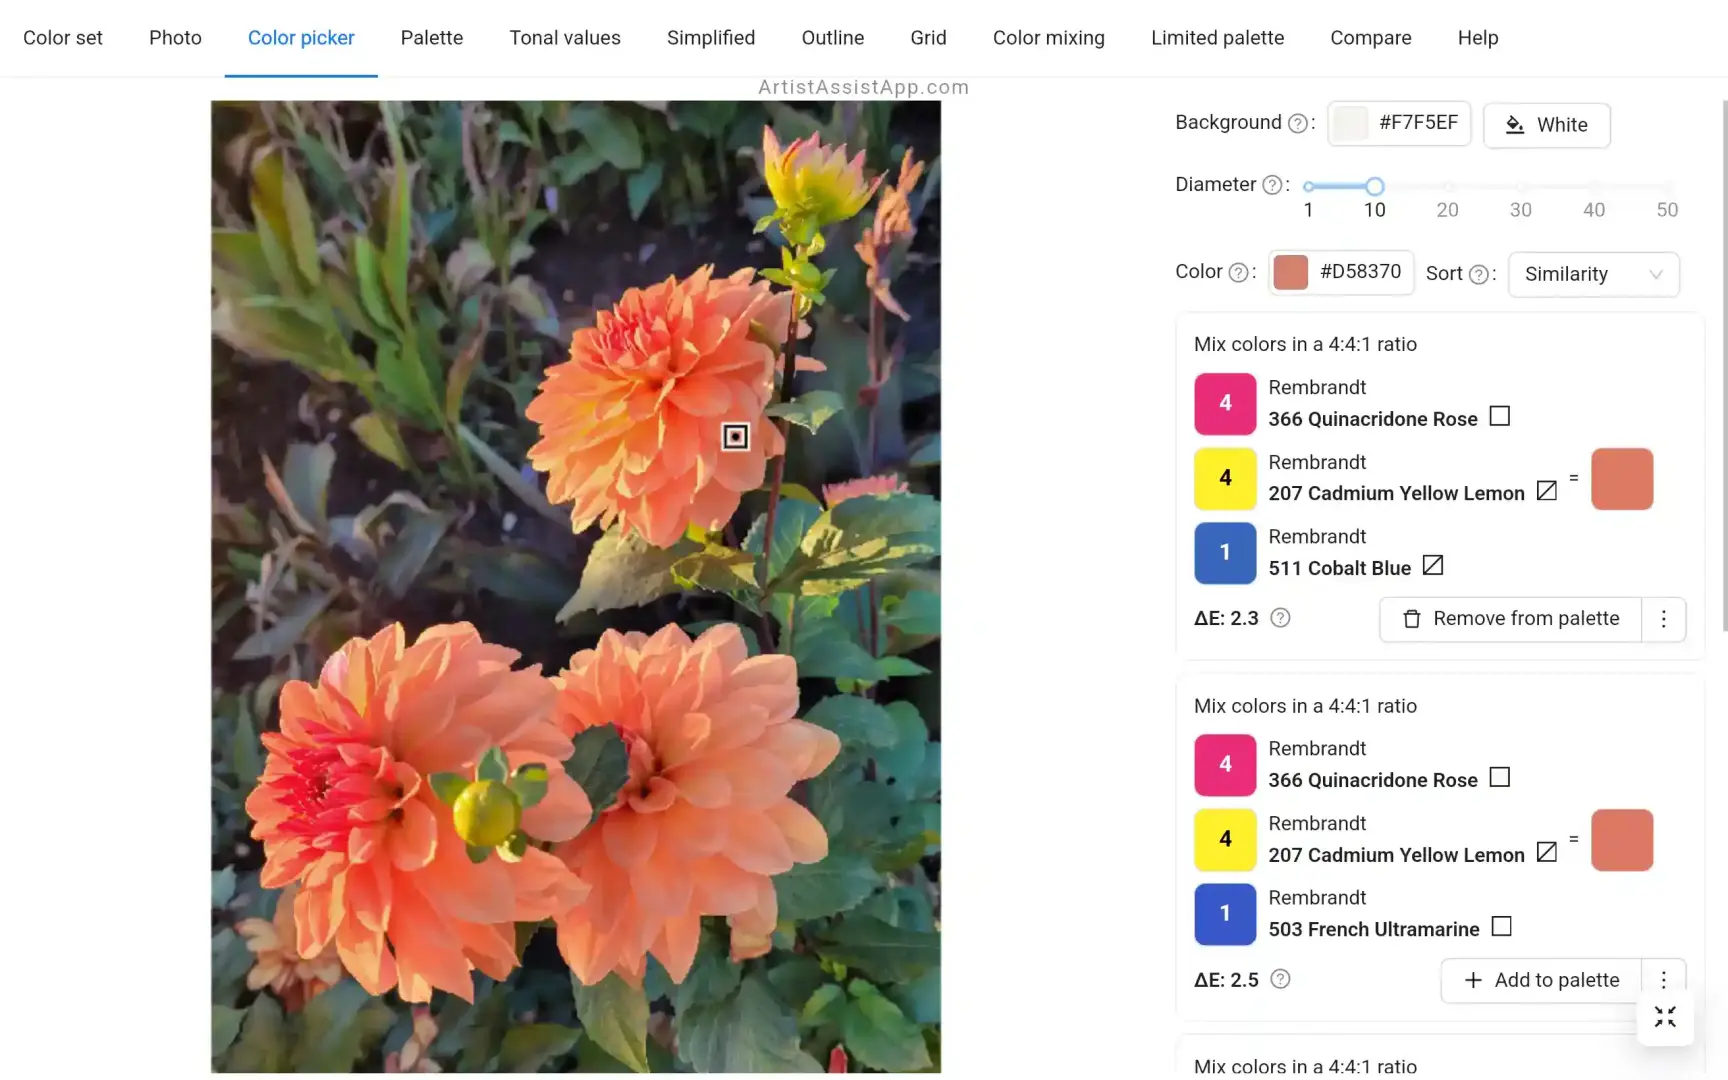 Color set Photo Color picker Palette Tonal values Simplified Outline Grid Color mixing Limited palette Compare Help
ArtistAssistApp.com
Background ? : #F7F5EF White
Diameter ? :
1 10 20 30 40 50
Color ? : #D58370 Sort ? : Similarity
Mix colors in a 4:4:1 ratio
4 Rembrandt
366 Quinacridone Rose
4 Rembrandt
207 Cadmium Yellow Lemon =
1 Rembrandt
511 Cobalt Blue
ΔE: 2.3 ? Remove from palette
Mix colors in a 4:4:1 ratio
4 Rembrandt
366 Quinacridone Rose
4 Rembrandt
207 Cadmium Yellow Lemon =
1 Rembrandt
503 French Ultramarine
ΔE: 2.5 ? + Add to palette
Mix colors in a 4:4:1 ratio